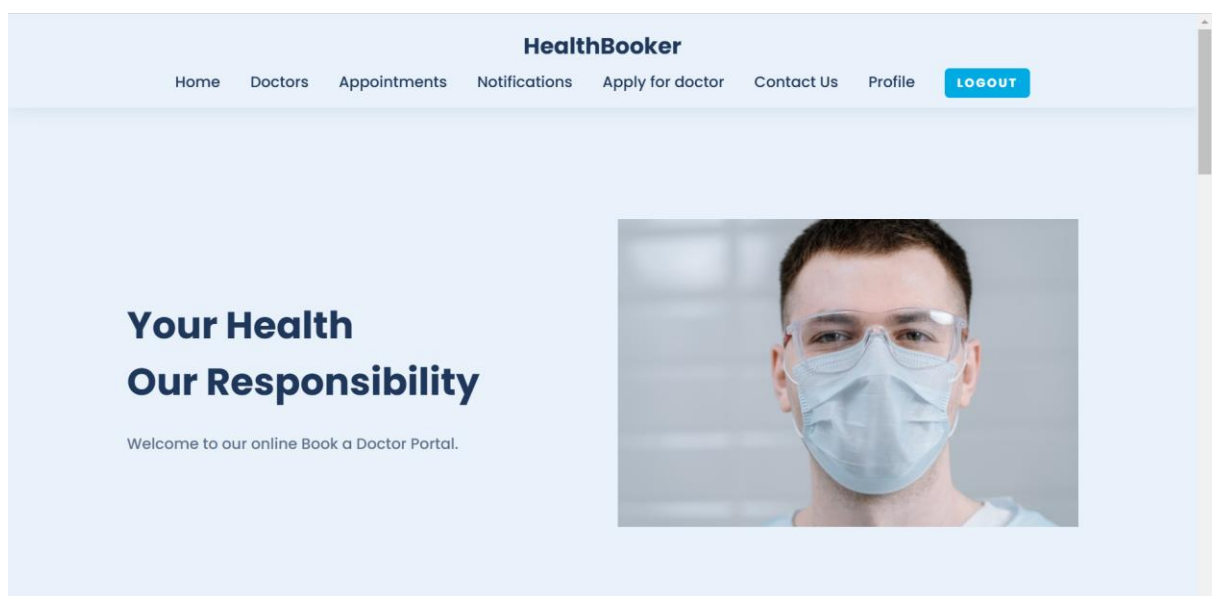 HealthBooker
Home Doctors Appointments Notifications Apply for doctor Contact Us Profile LOGOUT
Your Health
Our Responsibility
Welcome to our online Book a Doctor Portal.